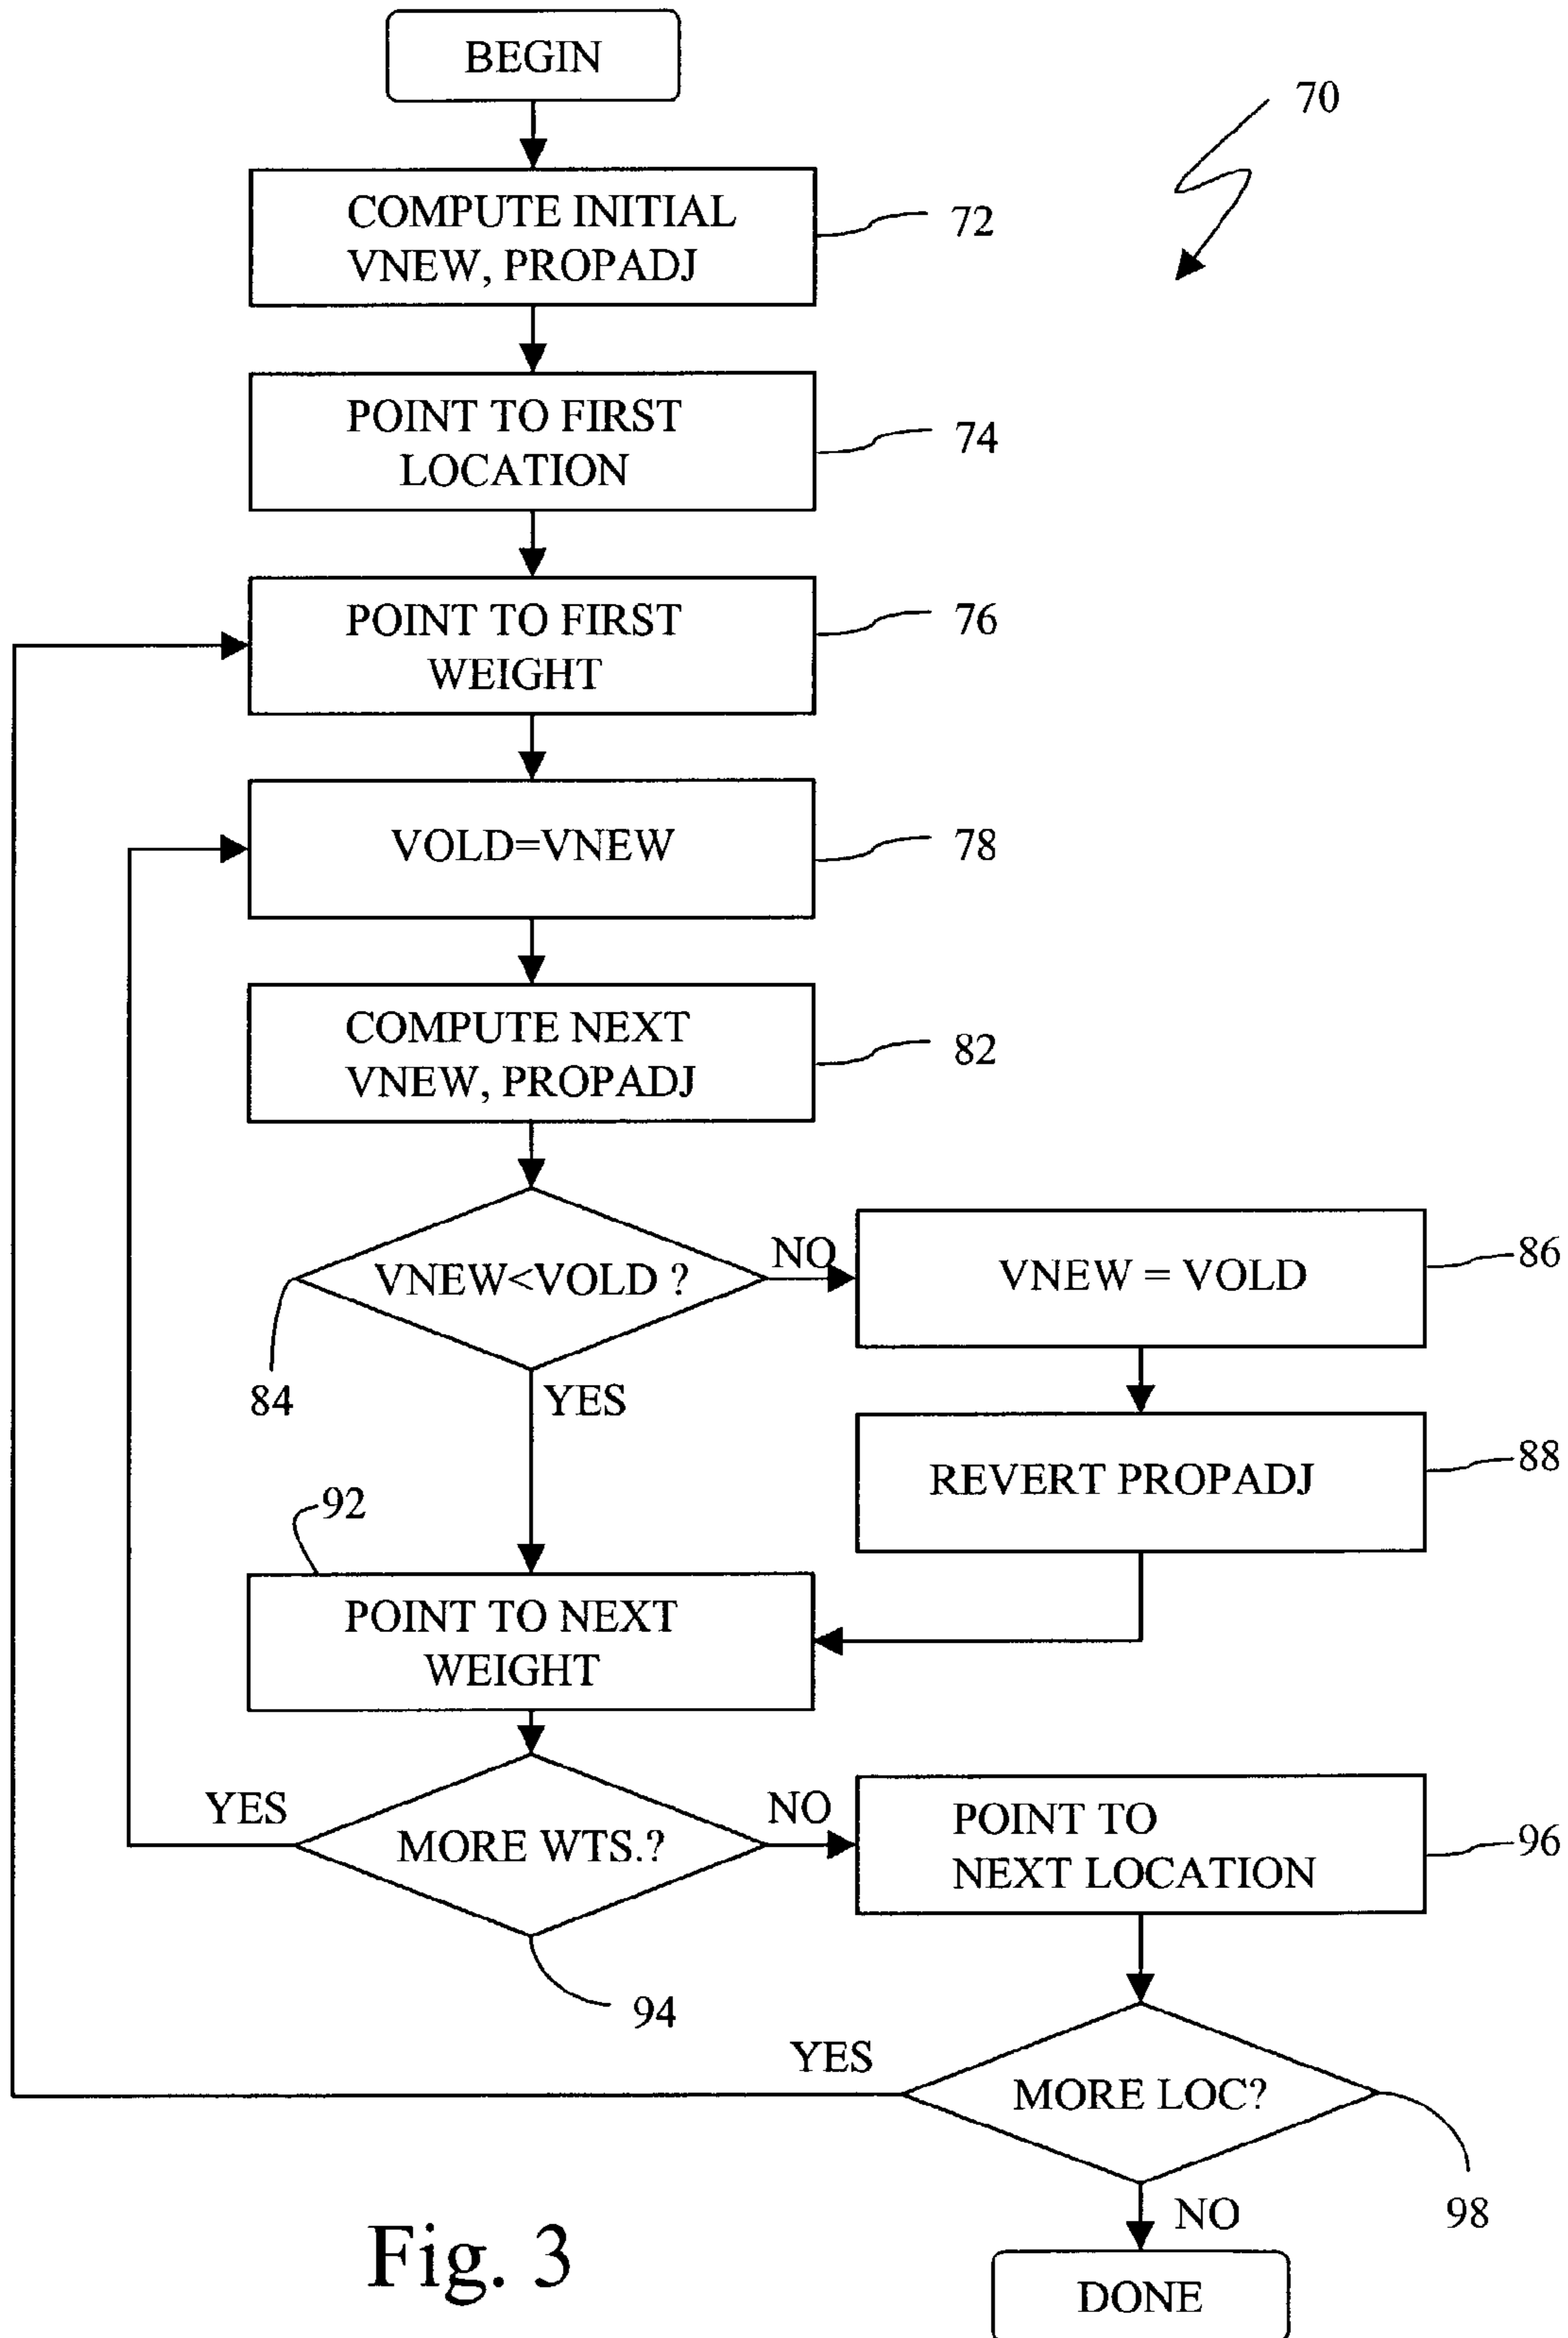 BEGIN
70
COMPUTE INITIAL
VNEW, PROPADJ
72
POINT TO FIRST
LOCATION
74
POINT TO FIRST
WEIGHT
76
VOLD=VNEW
78
COMPUTE NEXT
VNEW, PROPADJ
82
VNEW<VOLD ?
NO
84
YES
VNEW = VOLD
86
REVERT PROPADJ
88
92
POINT TO NEXT
WEIGHT
YES
MORE WTS.?
NO
94
POINT TO
NEXT LOCATION
96
YES
MORE LOC?
98
NO
DONE
Fig. 3